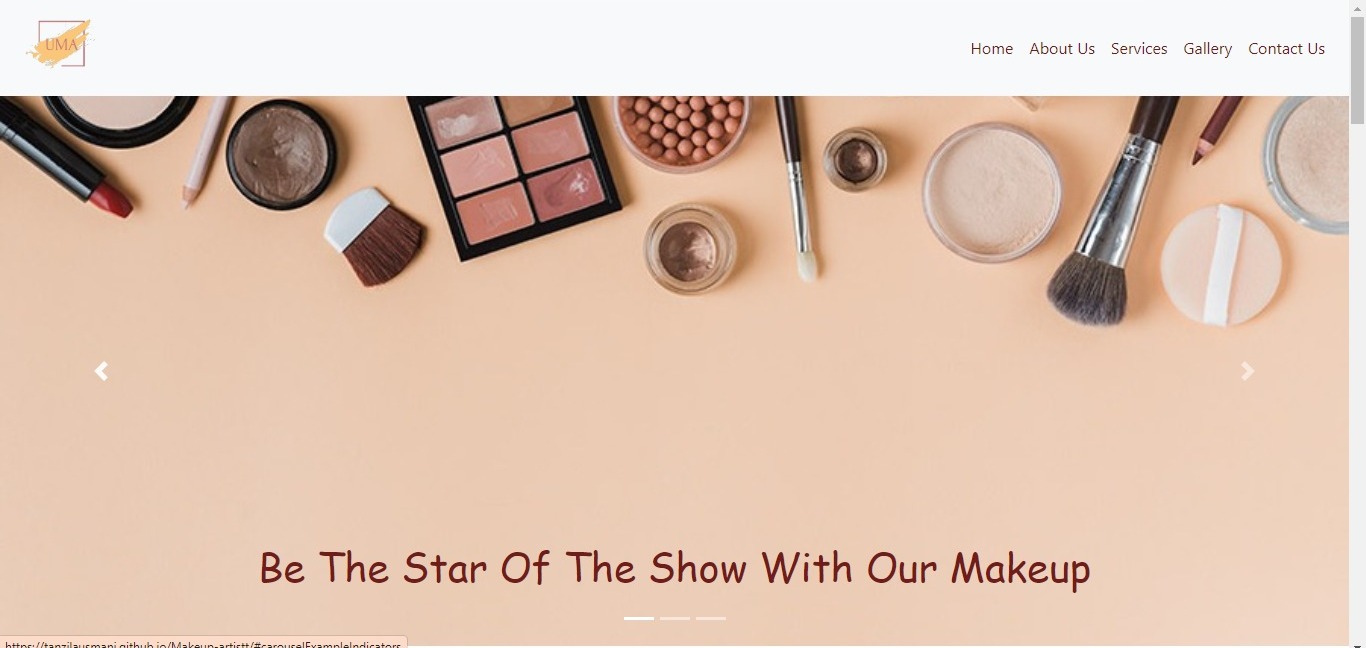 UMA
Home About Us Services Gallery Contact Us
Be The Star Of The Show With Our Makeup
https://tanzilausmani.github.io/Makeup-artistt/#carouselExampleIndicators